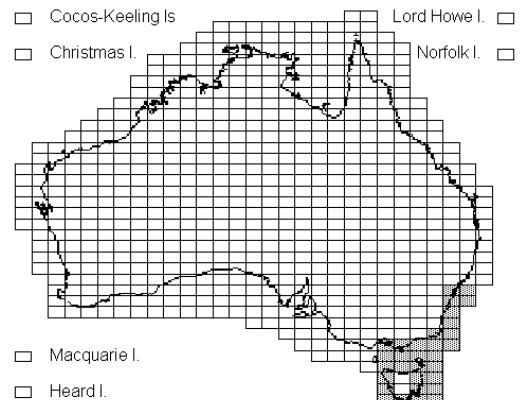 Cocos-Keeling Is
Lord Howe I.
Christmas I.
Norfolk I.
Macquarie I.
Heard I.